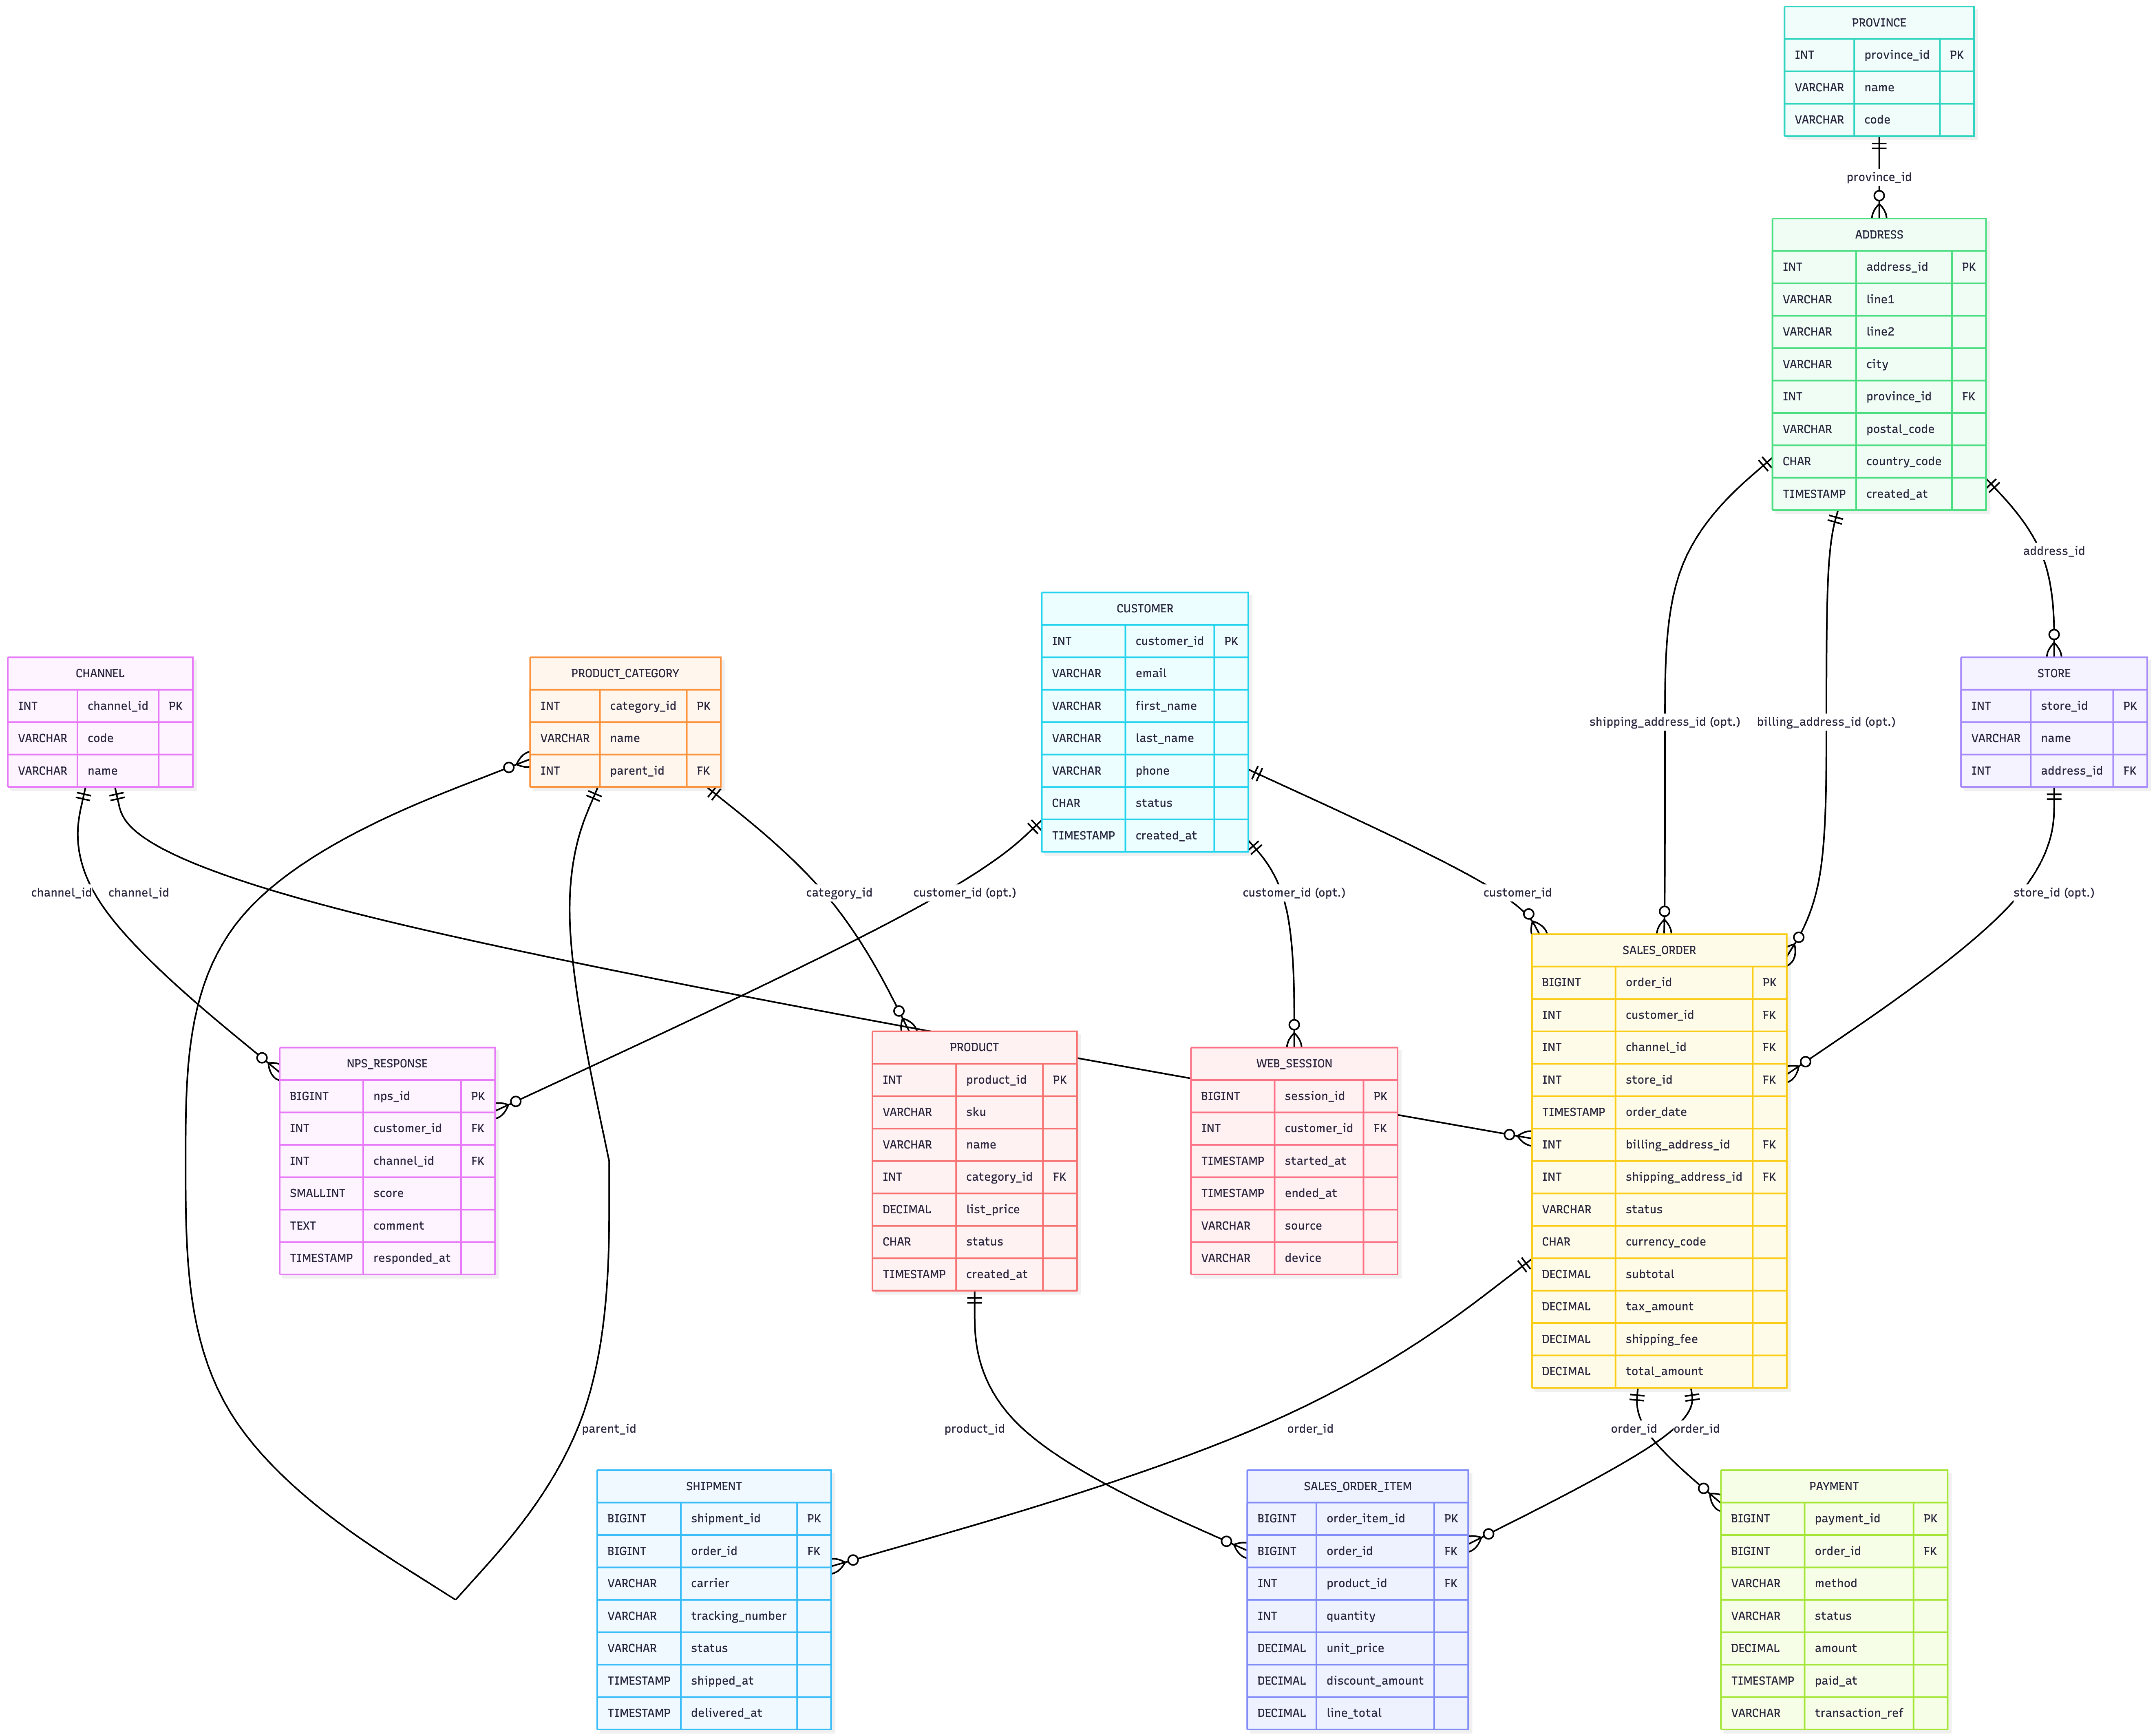 PROVINCE
INT province_id PK
VARCHAR name
VARCHAR code
province_id
ADDRESS
INT address_id PK
VARCHAR line1
VARCHAR line2
VARCHAR city
INT province_id FK
VARCHAR postal_code
CHAR country_code
TIMESTAMP created_at
address_id
shipping_address_id (opt.)
billing_address_id (opt.)
CHANNEL
INT channel_id PK
VARCHAR code
VARCHAR name
PRODUCT_CATEGORY
INT category_id PK
VARCHAR name
INT parent_id FK
CUSTOMER
INT customer_id PK
VARCHAR email
VARCHAR first_name
VARCHAR last_name
VARCHAR phone
CHAR status
TIMESTAMP created_at
STORE
INT store_id PK
VARCHAR name
INT address_id FK
channel_id
channel_id
category_id
customer_id (opt.)
customer_id (opt.)
customer_id
store_id (opt.)
NPS_RESPONSE
BIGINT nps_id PK
INT customer_id FK
INT channel_id FK
SMALLINT score
TEXT comment
TIMESTAMP responded_at
PRODUCT
INT product_id PK
VARCHAR sku
VARCHAR name
INT category_id FK
DECIMAL list_price
CHAR status
TIMESTAMP created_at
WEB_SESSION
BIGINT session_id PK
INT customer_id FK
TIMESTAMP started_at
TIMESTAMP ended_at
VARCHAR source
VARCHAR device
SALES_ORDER
BIGINT order_id PK
INT customer_id FK
INT channel_id FK
INT store_id FK
TIMESTAMP order_date
INT billing_address_id FK
INT shipping_address_id FK
VARCHAR status
CHAR currency_code
DECIMAL subtotal
DECIMAL tax_amount
DECIMAL shipping_fee
DECIMAL total_amount
parent_id
product_id
order_id
order_id
order_id
SHIPMENT
BIGINT shipment_id PK
BIGINT order_id FK
VARCHAR carrier
VARCHAR tracking_number
VARCHAR status
TIMESTAMP shipped_at
TIMESTAMP delivered_at
SALES_ORDER_ITEM
BIGINT order_item_id PK
BIGINT order_id FK
INT product_id FK
INT quantity
DECIMAL unit_price
DECIMAL discount_amount
DECIMAL line_total
PAYMENT
BIGINT payment_id PK
BIGINT order_id FK
VARCHAR method
VARCHAR status
DECIMAL amount
TIMESTAMP paid_at
VARCHAR transaction_ref